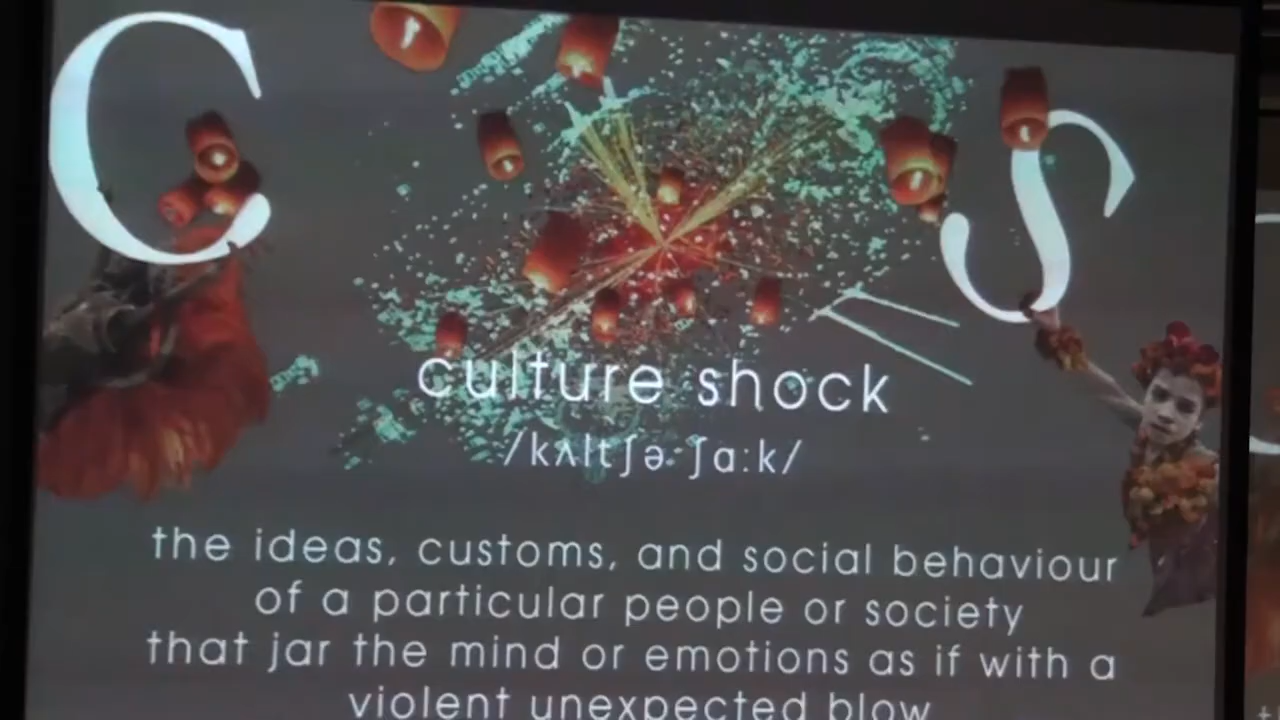 C S
culture shock
/kʌltʃə ʃɑːk/
the ideas, customs, and social behaviour
of a particular people or society
that jar the mind or emotions as if with a
violent unexpected blow